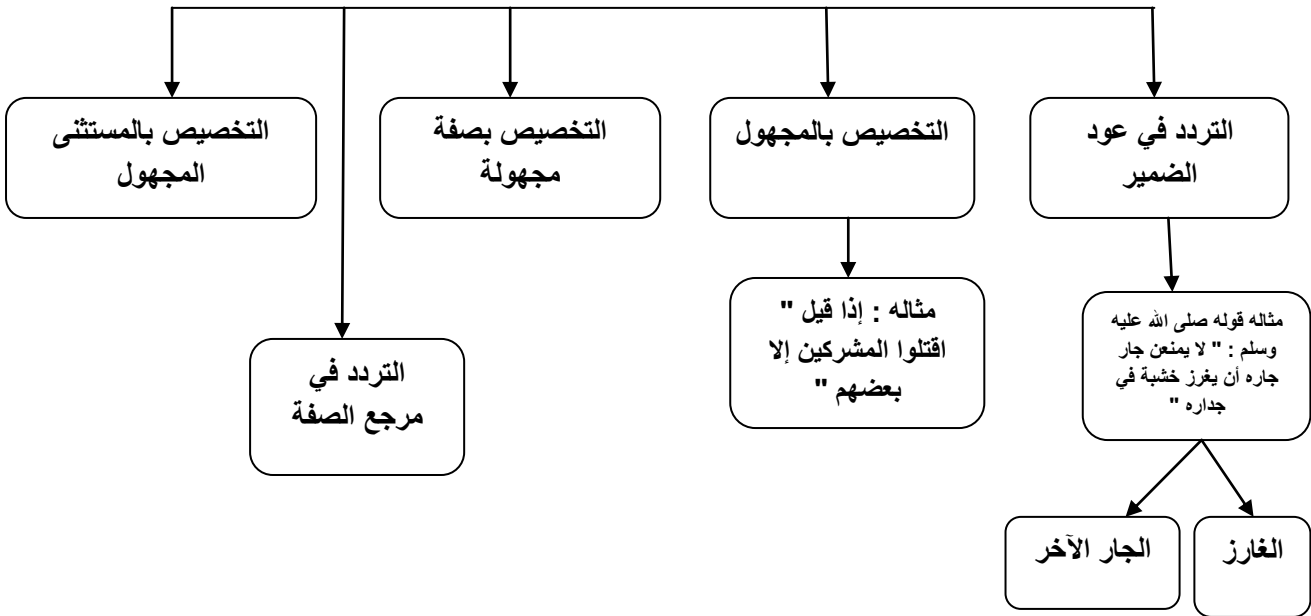 التردد في عود
الضمير
التخصيص بالمجهول
التخصيص بصفة
مجهولة
التخصيص بالمستثنى
المجهول
مثاله قوله صلى الله عليه
وسلم : " لا يمنعن جار
جاره أن يغرز خشبة في
جداره "
مثاله : إذا قيل "
اقتلوا المشركين إلا
بعضهم "
التردد في
مرجع الصفة
الغارز
الجار الآخر